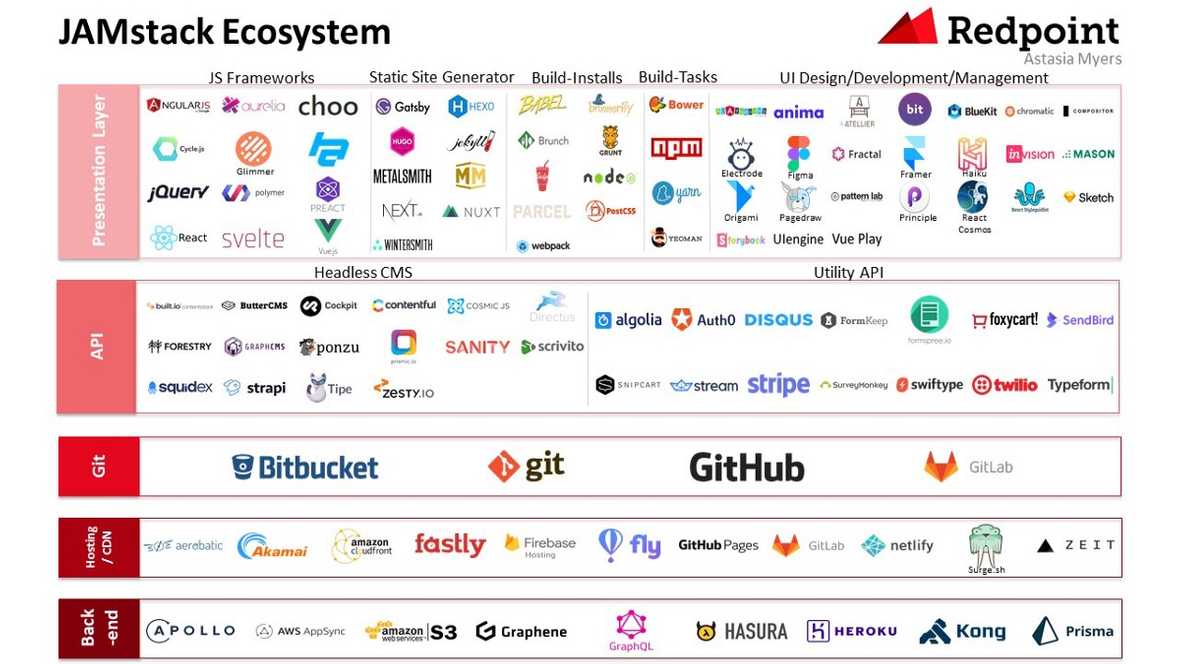 JAMstack Ecosystem
Redpoint
Astasia Myers
JS Frameworks
Static Site Generator
Build-Installs
Build-Tasks
UI Design/Development/Management
Presentation Layer
ANGULARJS
aurelia
choo
Gatsby
HEXO
BABEL
brimenfly
Bower
anima
ATELLIER
bit
BlueKit
chromatic
COMPOSITOR
Cycle.js
Glimmer
HUGO
jekyll
Brunch
GRUNT
npm
Electrode
Figma
Fractal
Framer
Haiku
inVISION
MASON
jQuery
polymer
PREACT
METALSMITH
MM
node
yarn
Origami
Pagedraw
pattern lab
Principle
React Cosmos
React Styleguidist
Sketch
React
svelte
Vue.js
NEXT.
NUXT
PARCEL
PostCSS
WINTERSMITH
webpack
YEOMAN
Storybook
UIengine
Vue Play
Headless CMS
Utility API
API
built.io contentstack
ButterCMS
Cockpit
contentful
COSMIC JS
Directus
algolia
Auth0
DISQUS
FormKeep
formspree.io
foxycart!
SendBird
FORESTRY
GRAPHCMS
ponzu
prismic.io
SANITY
scrivito
squidex
strapi
Tipe
ZESTY.IO
SNIPCART
stream
stripe
SurveyMonkey
swiftype
twilio
Typeform
Git
Bitbucket
git
GitHub
GitLab
Hosting
/ CDN
aerobatic
Akamai
amazon
cloudfront
fastly
Firebase
Hosting
fly
GitHub Pages
GitLab
netlify
Surge.sh
ZEIT
Back
-end
APOLLO
AWS AppSync
amazon
web services
S3
Graphene
GraphQL
HASURA
HEROKU
Kong
Prisma